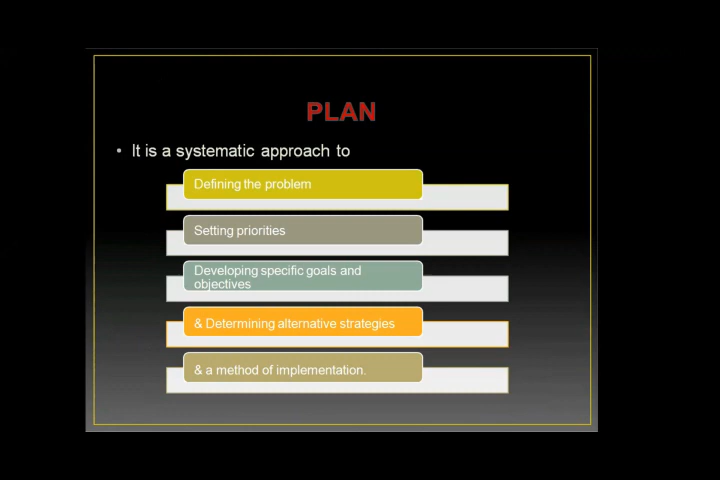 PLAN
• It is a systematic approach to
Defining the problem
Setting priorities
Developing specific goals and
objectives
& Determining alternative strategies
& a method of implementation.